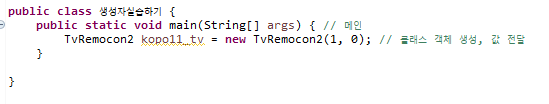 public class 생성자실습하기 {
public static void main(String[] args) { // 메인
TvRemocon2 kopo11_tv = new TvRemocon2(1, 0); // 클래스 객체 생성, 값 전달
}
}